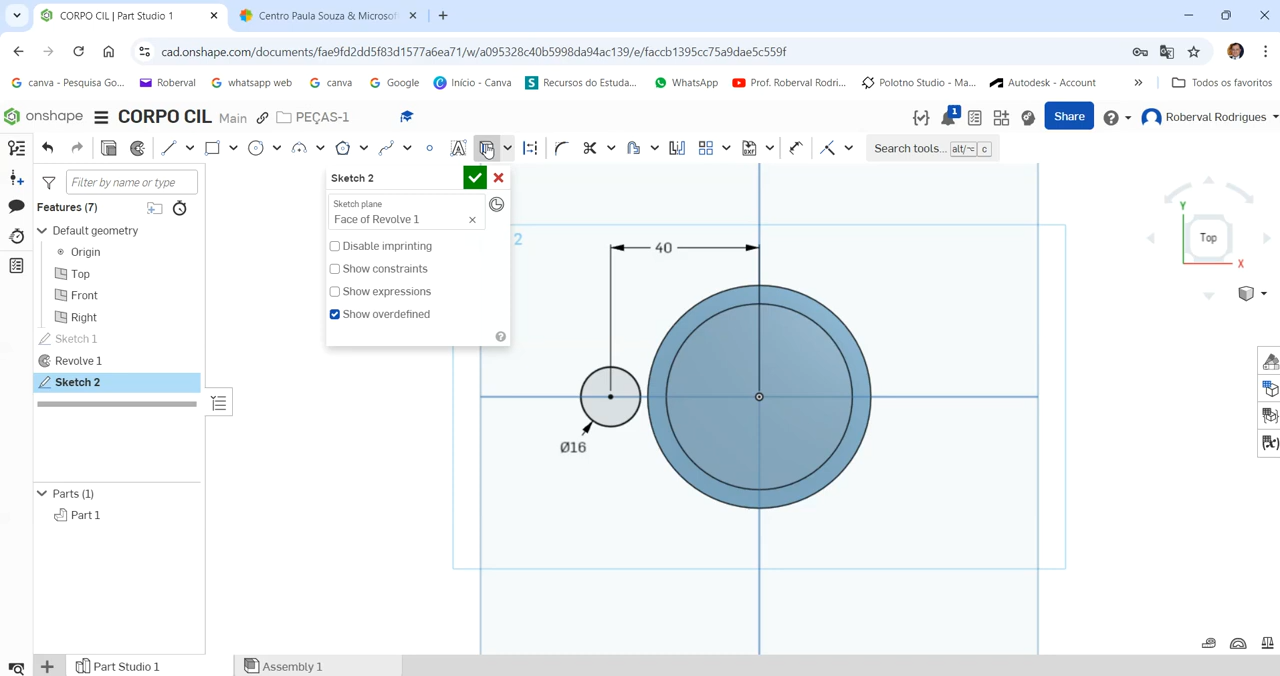 CORPO CIL | Part Studio 1
Centro Paula Souza & Microsof
cad.onshape.com/documents/fae9fd2dd5f83d1577a6ea71/w/a095328c40b5998da94ac139/e/faccb1395cc75a9dae5c559f
canva - Pesquisa Go...
Roberval
whatsapp web
canva
Google
Início - Canva
Recursos do Estuda...
WhatsApp
Prof. Roberval Rodri...
Polotno Studio - Ma...
Autodesk - Account
»
Todos os favoritos
onshape
CORPO CIL
Main
PEÇAS-1
1
Share
Roberval Rodrigues
Search tools...
alt/⌥
c
Filter by name or type
Features (7)
Default geometry
Origin
Top
Front
Right
Sketch 1
Revolve 1
Sketch 2
Parts (1)
Part 1
Sketch 2
Sketch plane
Face of Revolve 1
Disable imprinting
Show constraints
Show expressions
Show overdefined
2
40
Ø16
Y
Top
X
Part Studio 1
Assembly 1